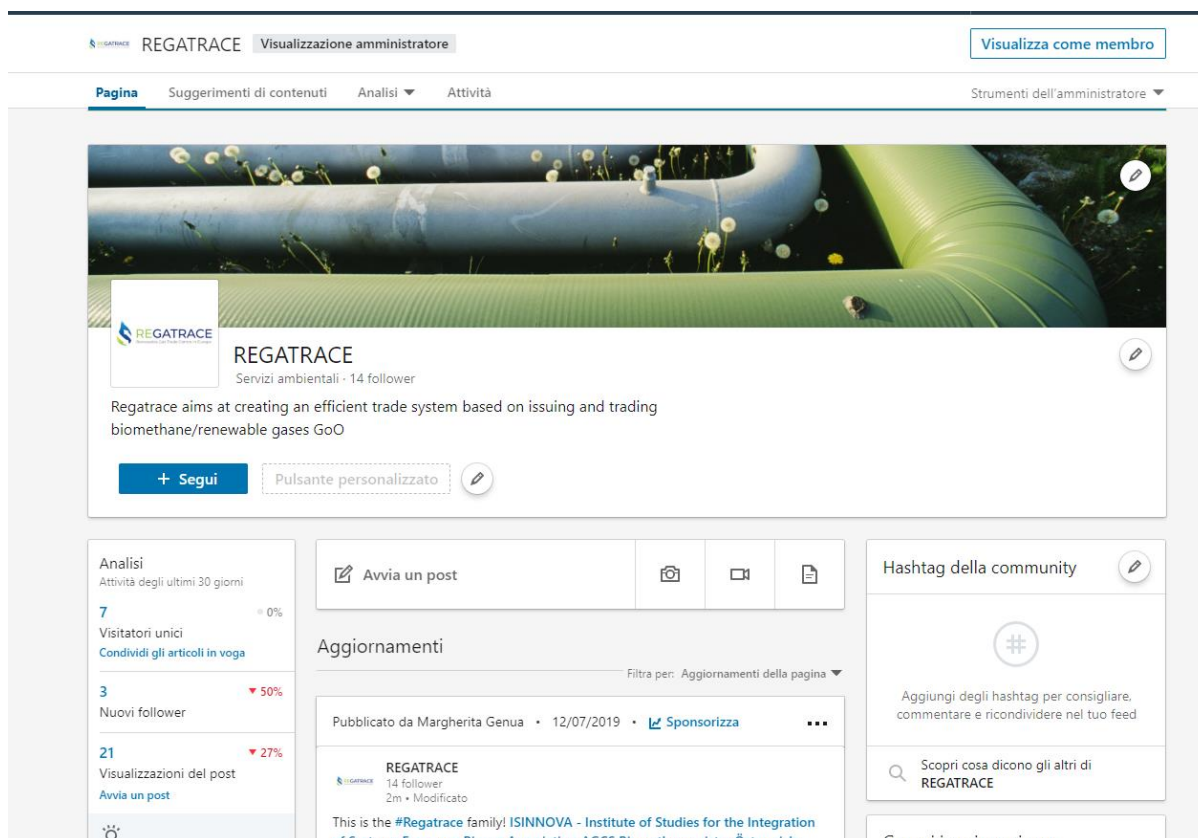 REGATRACE Visualizzazione amministratore
Visualizza come membro
Pagina Suggerimenti di contenuti Analisi Attività
Strumenti dell'amministratore
REGATRACE
REGATRACE
Servizi ambientali · 14 follower
Regatrace aims at creating an efficient trade system based on issuing and trading
biomethane/renewable gases GoO
+ Segui
Pulsante personalizzato
Analisi
Attività degli ultimi 30 giorni
7 0%
Visitatori unici
Condividi gli articoli in voga
3 ▼ 50%
Nuovi follower
21 ▼ 27%
Visualizzazioni del post
Avvia un post
Avvia un post
Aggiornamenti
Filtra per: Aggiornamenti della pagina
Pubblicato da Margherita Genua • 12/07/2019 • Sponsorizza
REGATRACE
14 follower
2m • Modificato
This is the #Regatrace family! ISINNOVA - Institute of Studies for the Integration
Hashtag della community
Aggiungi degli hashtag per consigliare,
commentare e ricondividere nel tuo feed
Scopri cosa dicono gli altri di
REGATRACE